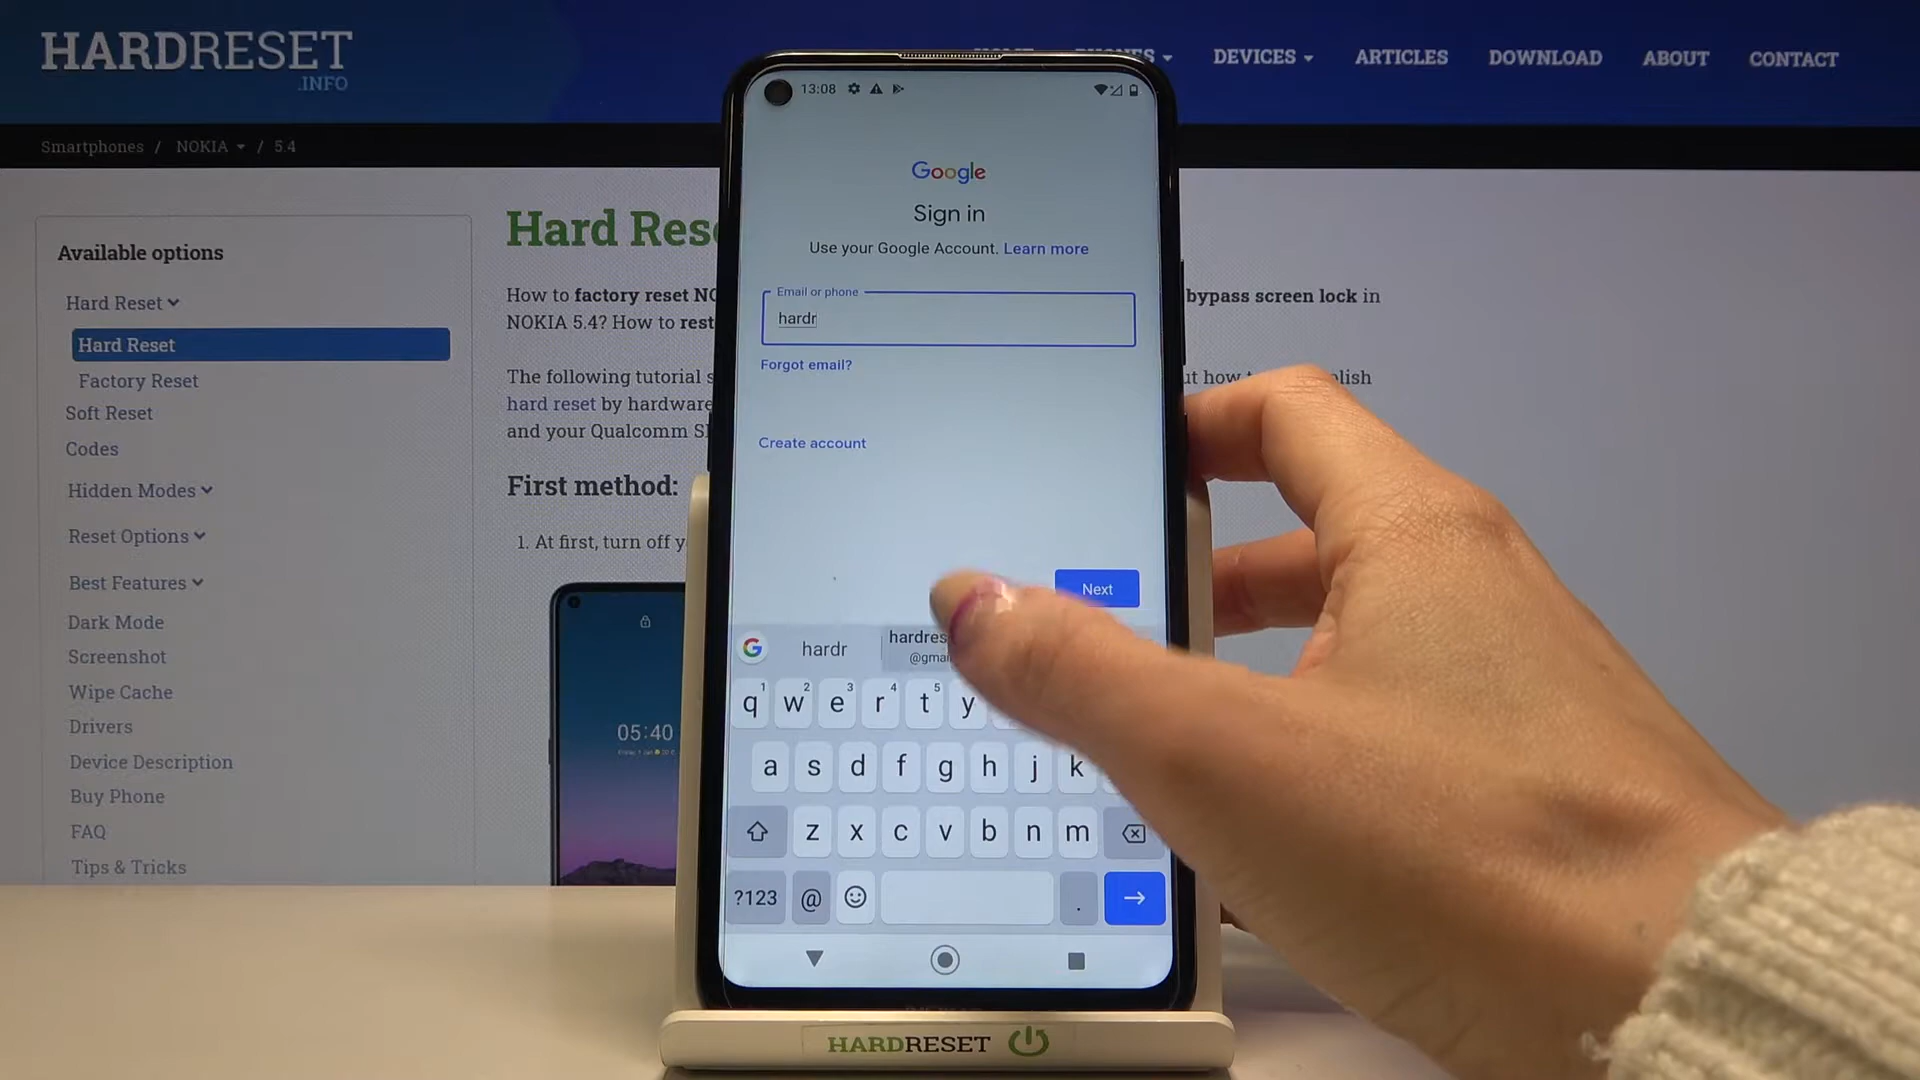 HARDRESET
.INFO
DEVICES
ARTICLES
DOWNLOAD
ABOUT
CONTACT
Smartphones / NOKIA / 5.4
Available options
Hard Reset
Hard Reset
Factory Reset
Soft Reset
Codes
Hidden Modes
Reset Options
Best Features
Dark Mode
Screenshot
Wipe Cache
Drivers
Device Description
Buy Phone
FAQ
Tips & Tricks
Hard
How to factory reset
bypass screen lock in
NOKIA 5.4? How to
The following tutorial
hard reset by hardware
and your Qualcomm
First method:
1. At first, turn off
05:40
13:08
Google
Sign in
Use your Google Account. Learn more
Email or phone
hardr
Forgot email?
Create account
Next
hardr
1 2 3 4 5
q w e r t y
a s d f g h j k
z x c v b n m
?123 @ .
HARDRESET